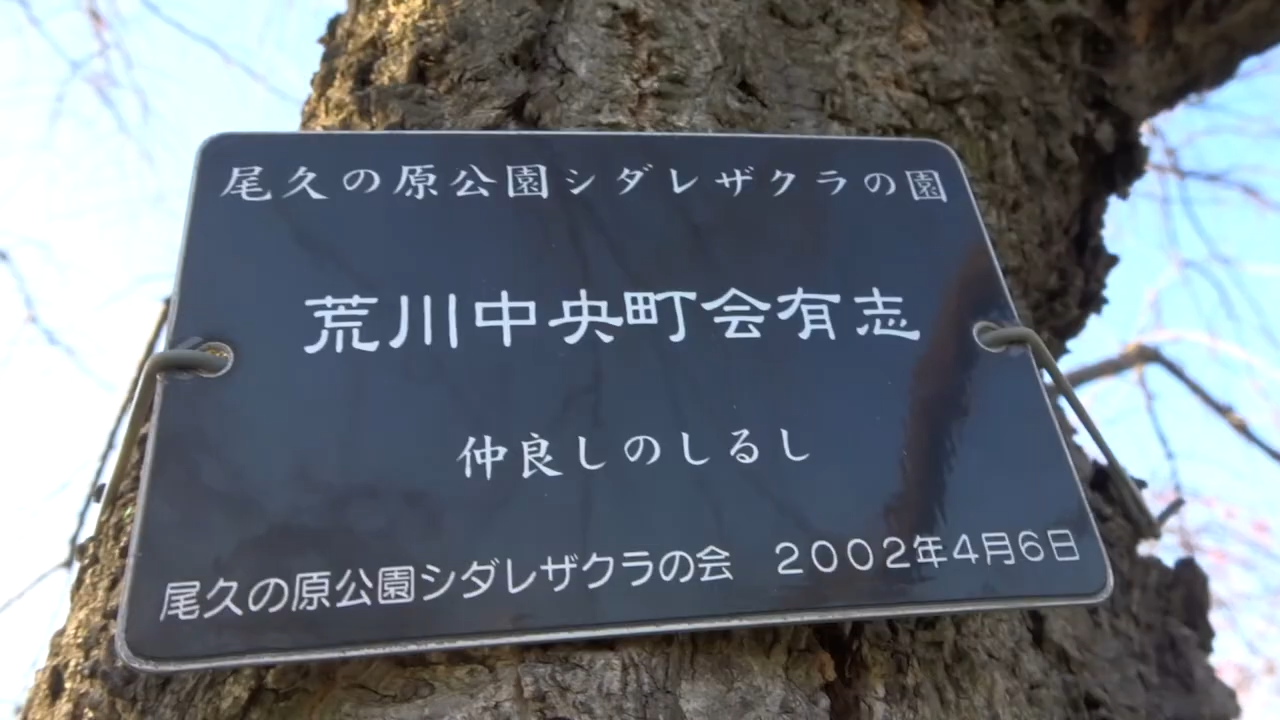 尾久の原公園シダレザクラの園
荒川中央町会有志
仲良しのしるし
尾久の原公園シダレザクラの会　2002年4月6日